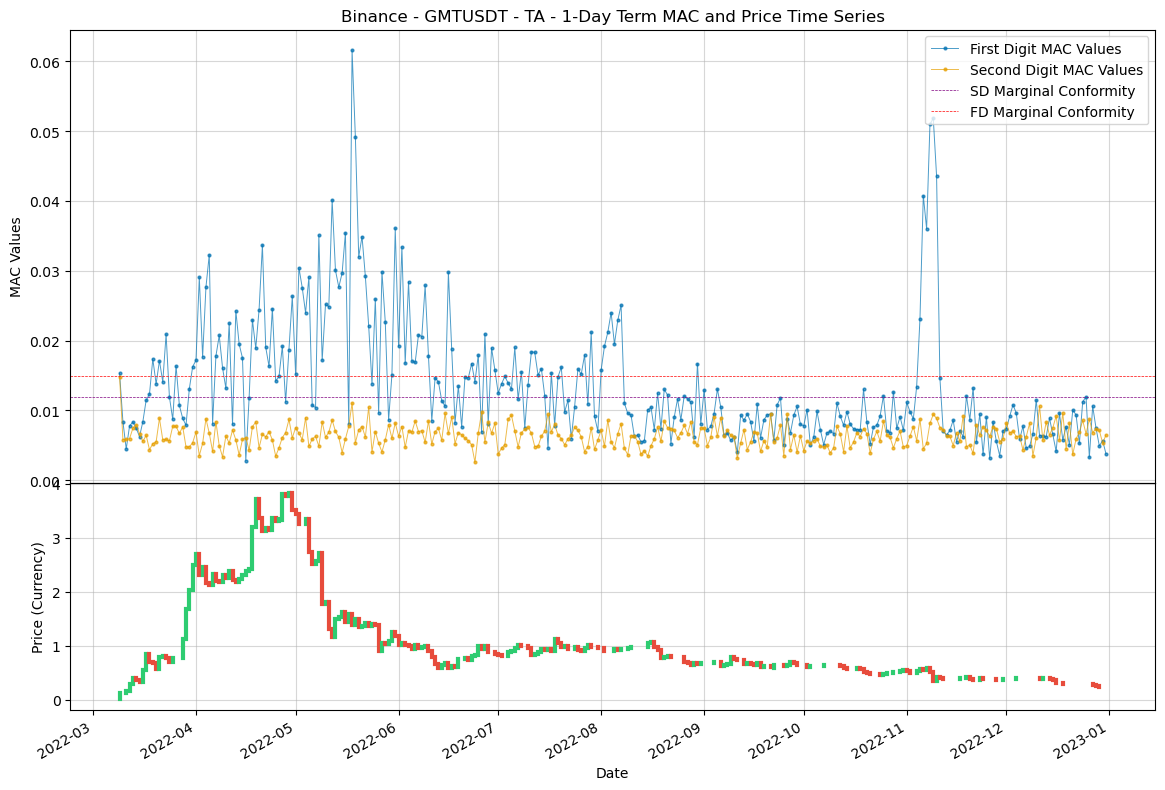 Binance - GMTUSDT - TA - 1-Day Term MAC and Price Time Series
First Digit MAC Values
Second Digit MAC Values
SD Marginal Conformity
FD Marginal Conformity
MAC Values
0.06
0.05
0.04
0.03
0.02
0.01
0.00
Price (Currency)
4
3
2
1
0
2022-03
2022-04
2022-05
2022-06
2022-07
2022-08
2022-09
2022-10
2022-11
2022-12
2023-01
Date